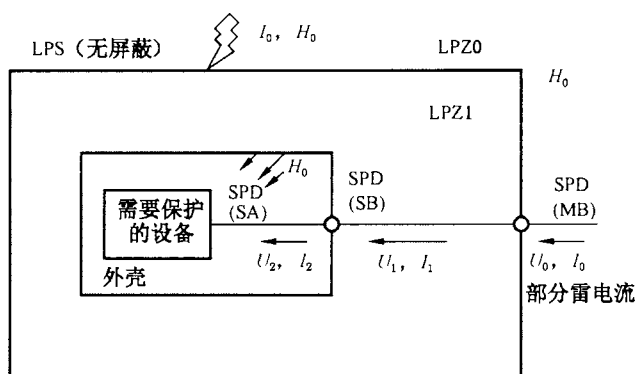 LPS（无屏蔽）
I₀，H₀
LPZ0
H₀
LPZ1
H₀
SPD
(SA)
SPD
(SB)
SPD
(MB)
需要保护
的设备
外壳
U₂，I₂
U₁，I₁
U₀，I₀
部分雷电流